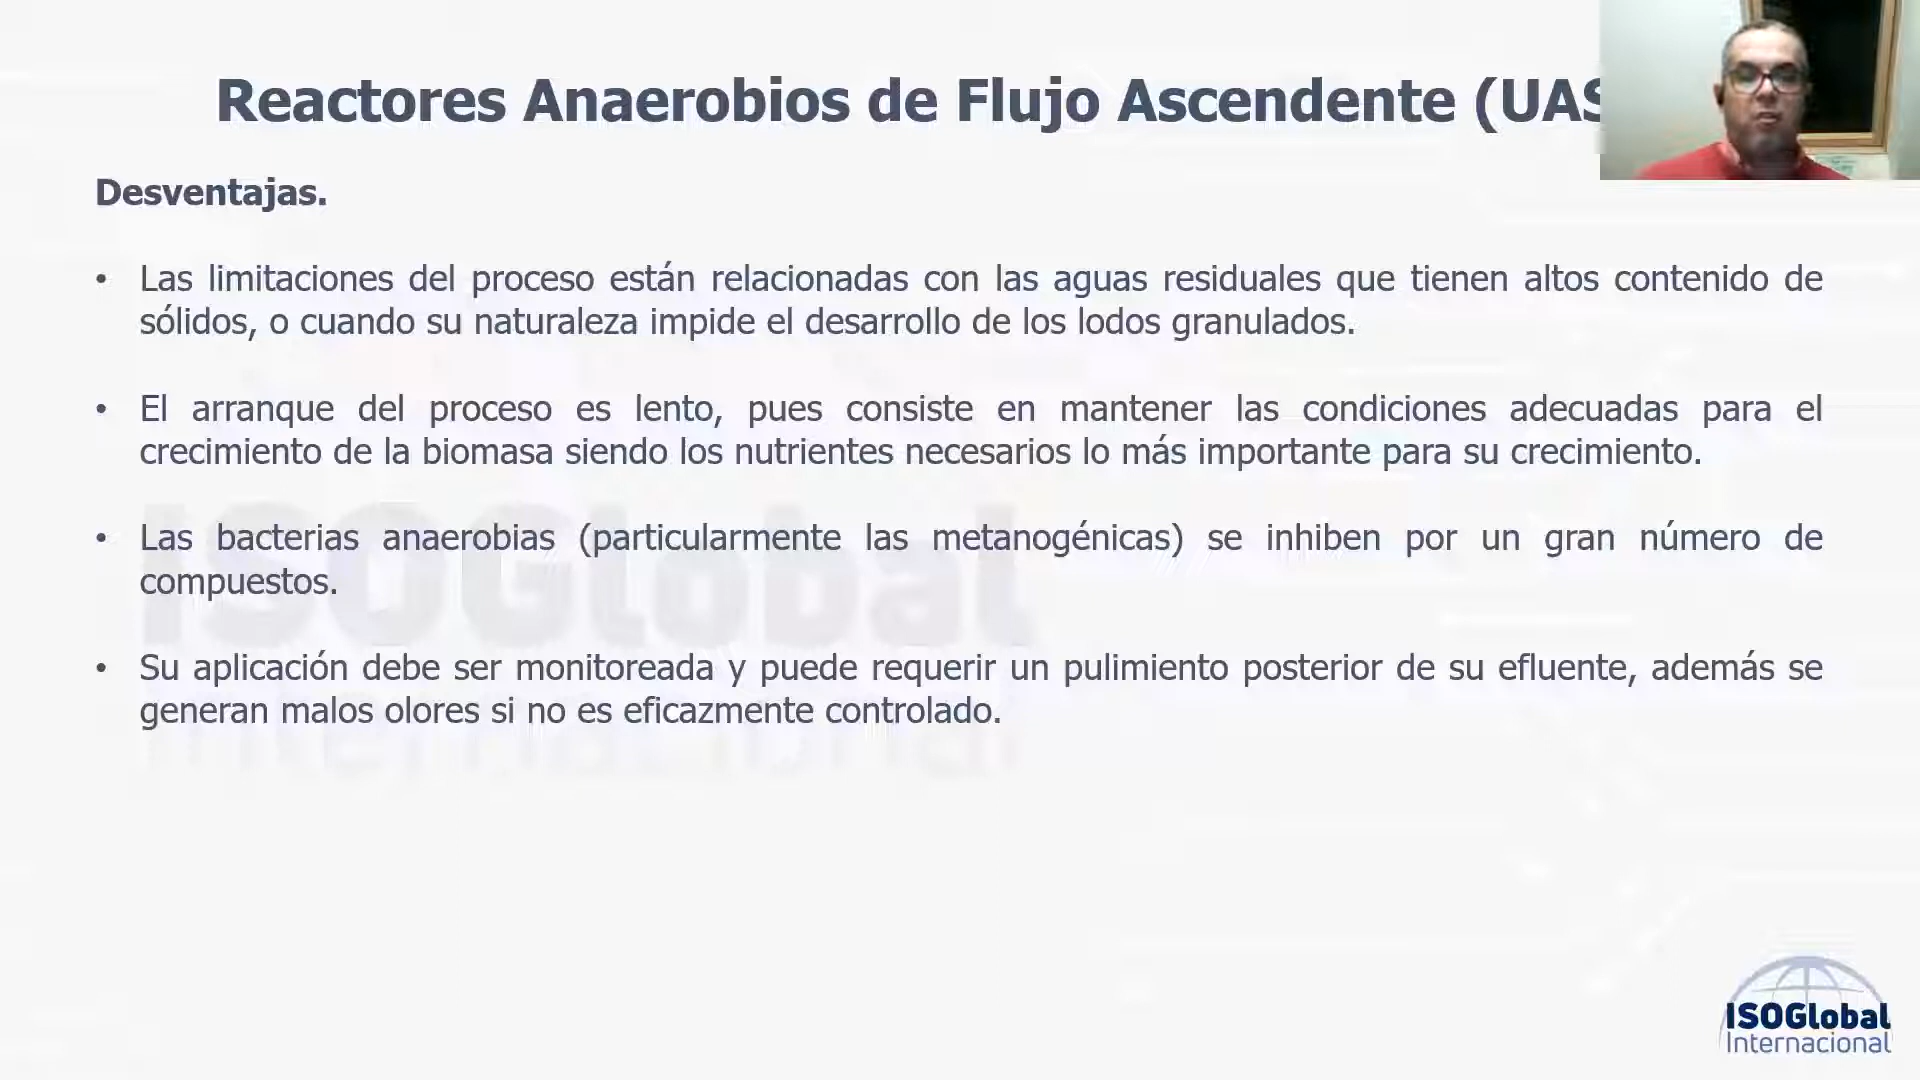 Reactores Anaerobios de Flujo Ascendente (UAS
Desventajas.
• Las limitaciones del proceso están relacionadas con las aguas residuales que tienen altos contenido de
sólidos, o cuando su naturaleza impide el desarrollo de los lodos granulados.
• El arranque del proceso es lento, pues consiste en mantener las condiciones adecuadas para el
crecimiento de la biomasa siendo los nutrientes necesarios lo más importante para su crecimiento.
• Las bacterias anaerobias (particularmente las metanogénicas) se inhiben por un gran número de
compuestos.
• Su aplicación debe ser monitoreada y puede requerir un pulimiento posterior de su efluente, además se
generan malos olores si no es eficazmente controlado.
ISOGlobal
Internacional
ISOGlobal
Internacional